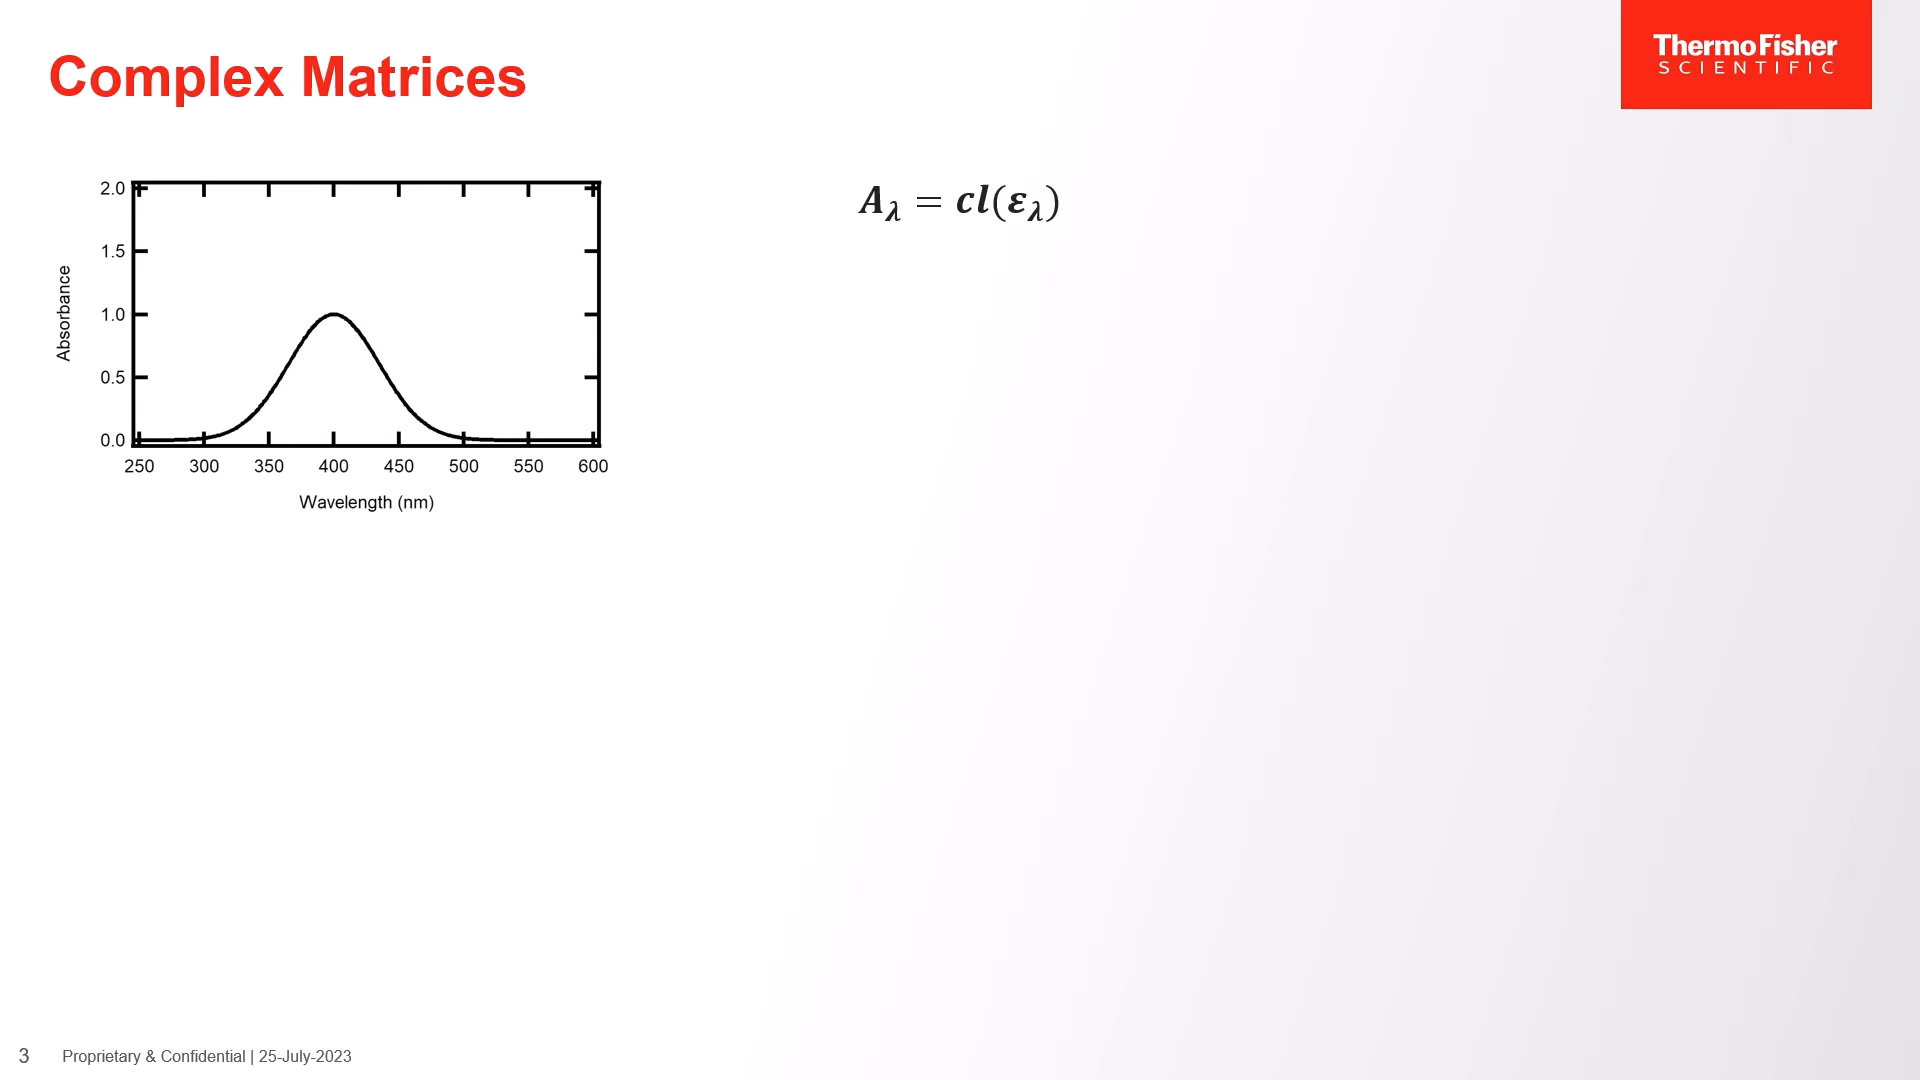 Complex Matrices
ThermoFisher
SCIENTIFIC
2.0
1.5
1.0
0.5
0.0
Absorbance
250 300 350 400 450 500 550 600
Wavelength (nm)
A_λ = cl(ε_λ)
3 Proprietary & Confidential | 25-July-2023